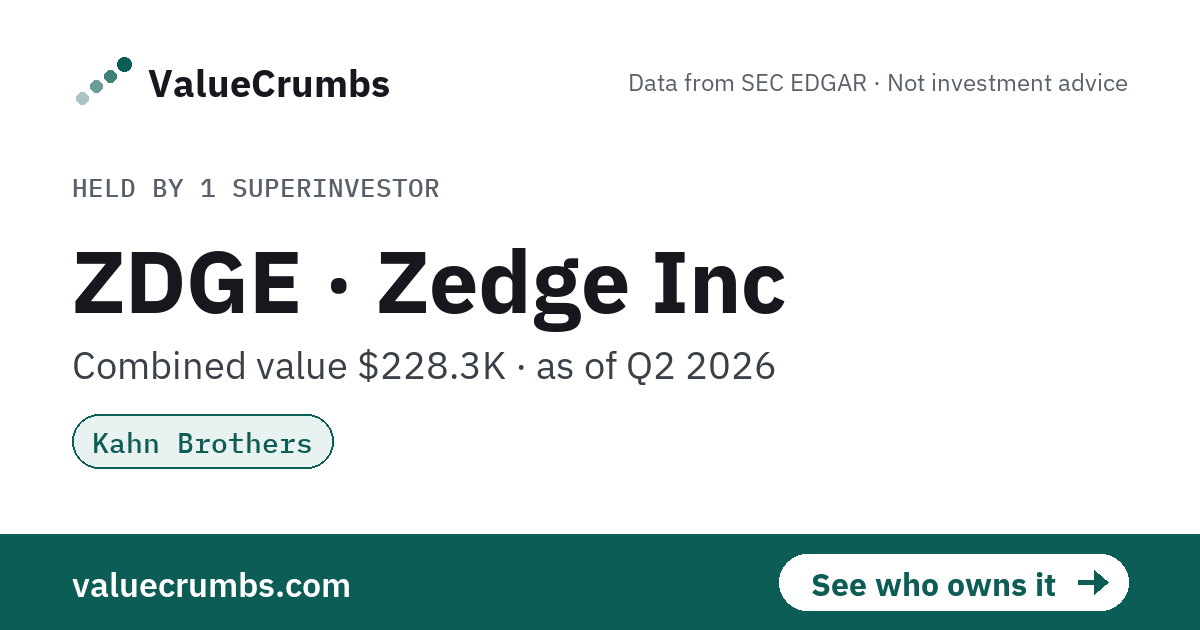 ValueCrumbs
Data from SEC EDGAR · Not investment advice
HELD BY 1 SUPERINVESTOR
ZDGE · Zedge Inc
Combined value $228.3K · as of Q2 2026
Kahn Brothers
valuecrumbs.com
See who owns it →